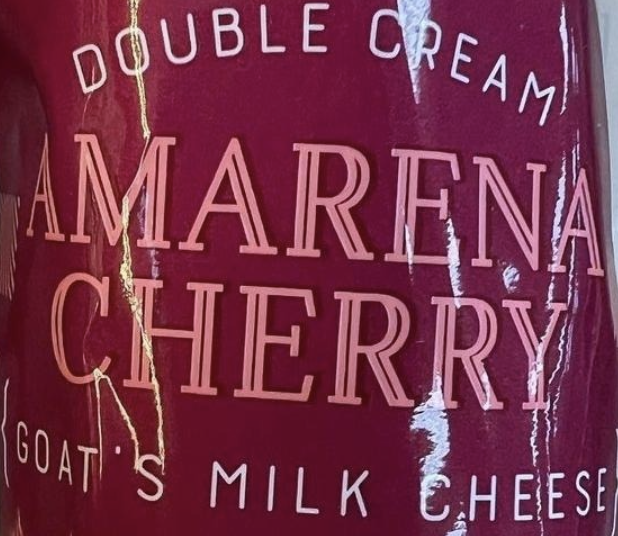 DOUBLE CREAM
AMARENA
CHERRY
GOAT'S MILK CHEESE